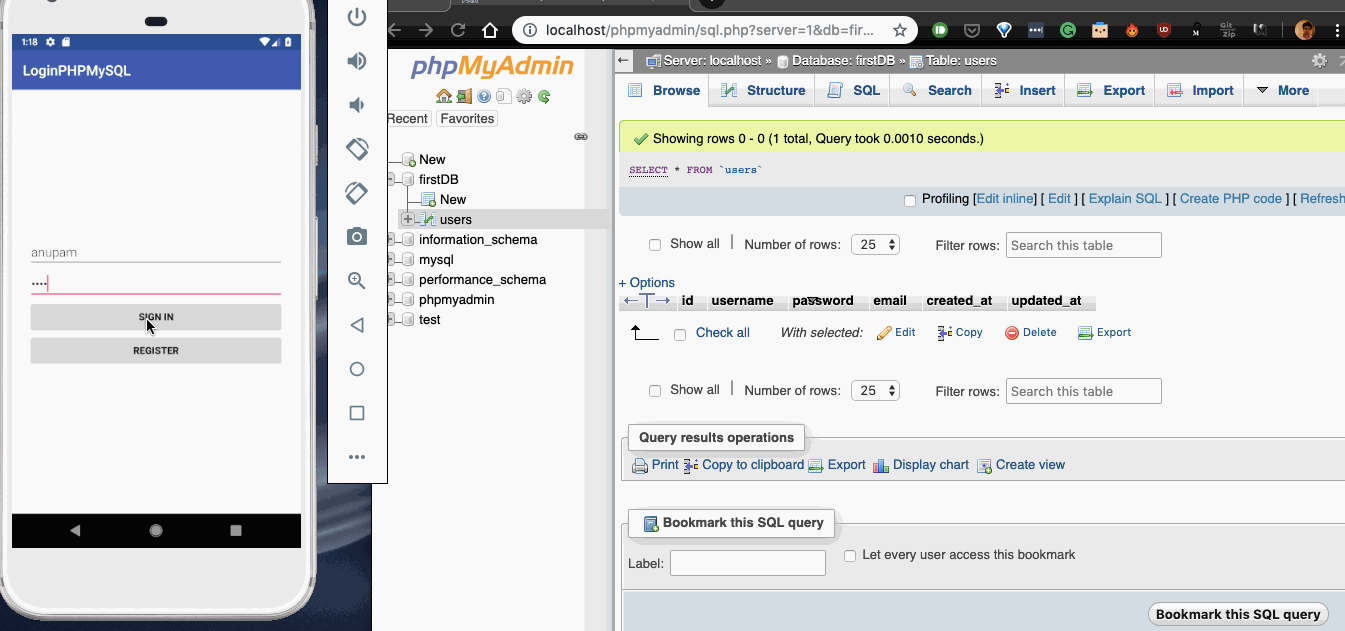 1:18
LoginPHPMySQL
anupam
••••
SIGN IN
REGISTER
localhost/phpmyadmin/sql.php?server=1&db=fir...
phpMyAdmin
Recent Favorites
New
firstDB
New
users
information_schema
mysql
performance_schema
phpmyadmin
test
Server: localhost » Database: firstDB » Table: users
Browse Structure SQL Search Insert Export Import More
Showing rows 0 - 0 (1 total, Query took 0.0010 seconds.)
SELECT * FROM `users`
Profiling [Edit inline] [ Edit ] [ Explain SQL ] [ Create PHP code ] [ Refresh
Show all | Number of rows: 25 Filter rows: Search this table
+ Options
←T→ id username password email created_at updated_at
Check all With selected: Edit Copy Delete Export
Show all | Number of rows: 25 Filter rows: Search this table
Query results operations
Print Copy to clipboard Export Display chart Create view
Bookmark this SQL query
Label: Let every user access this bookmark
Bookmark this SQL query